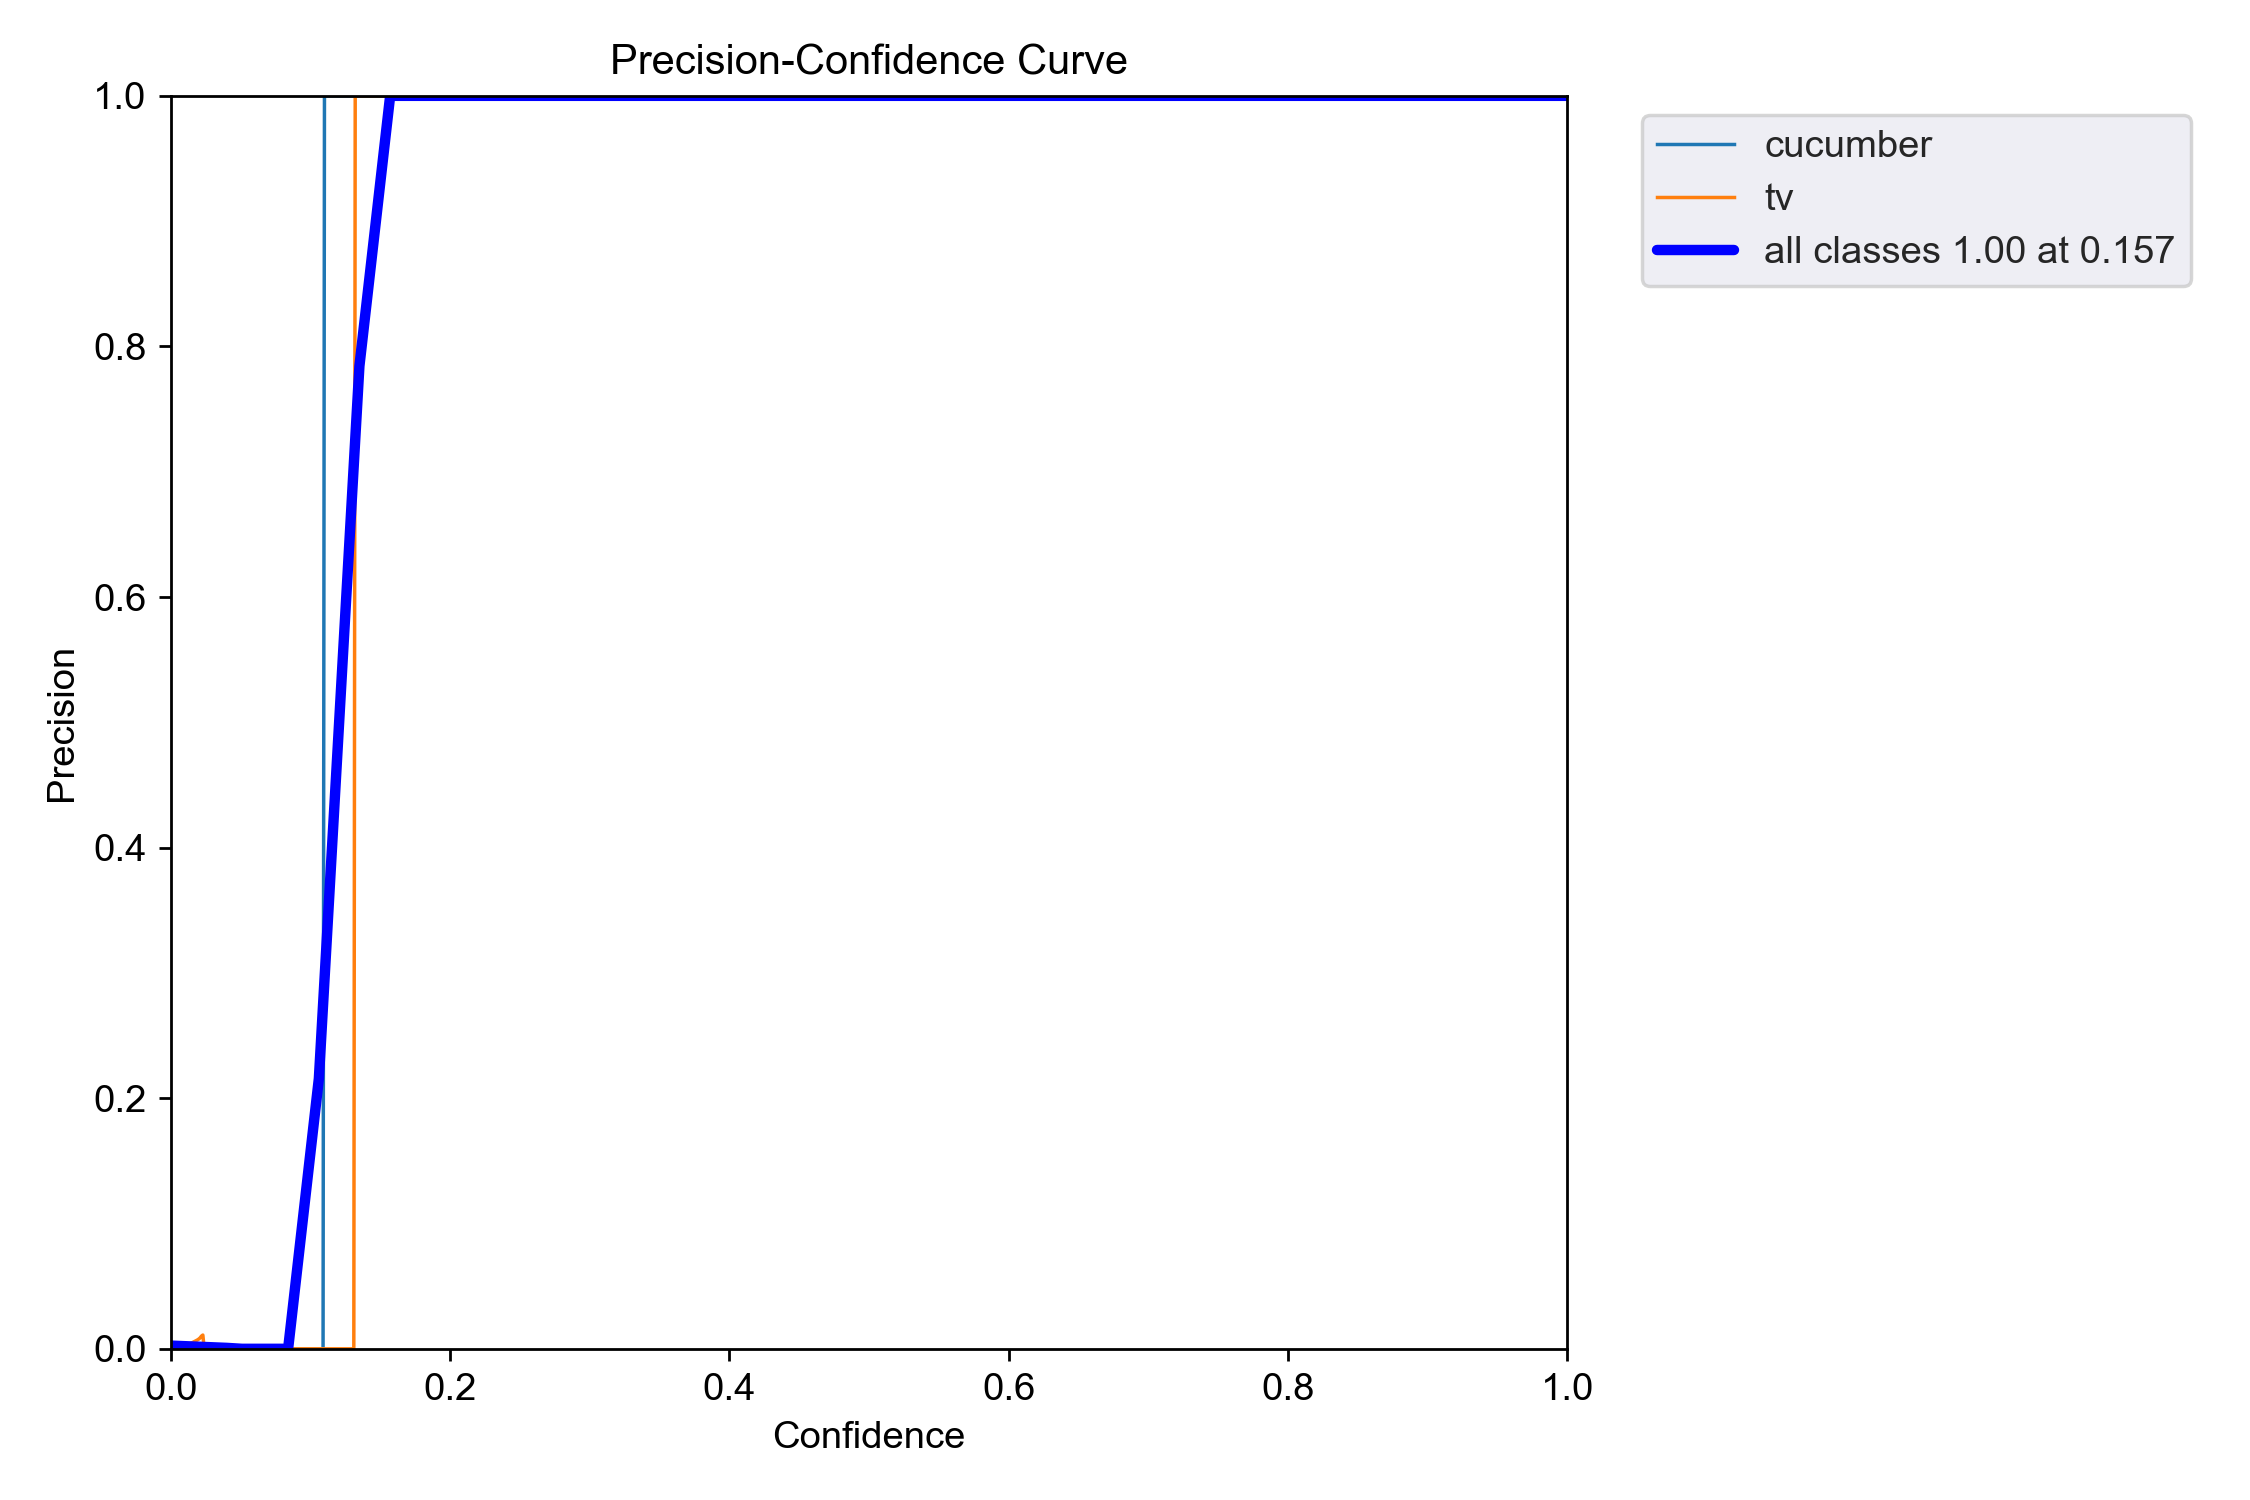 Precision-Confidence Curve
1.0
0.8
0.6
0.4
0.2
0.0
Precision
0.0 0.2 0.4 0.6 0.8 1.0
Confidence
cucumber
tv
all classes 1.00 at 0.157